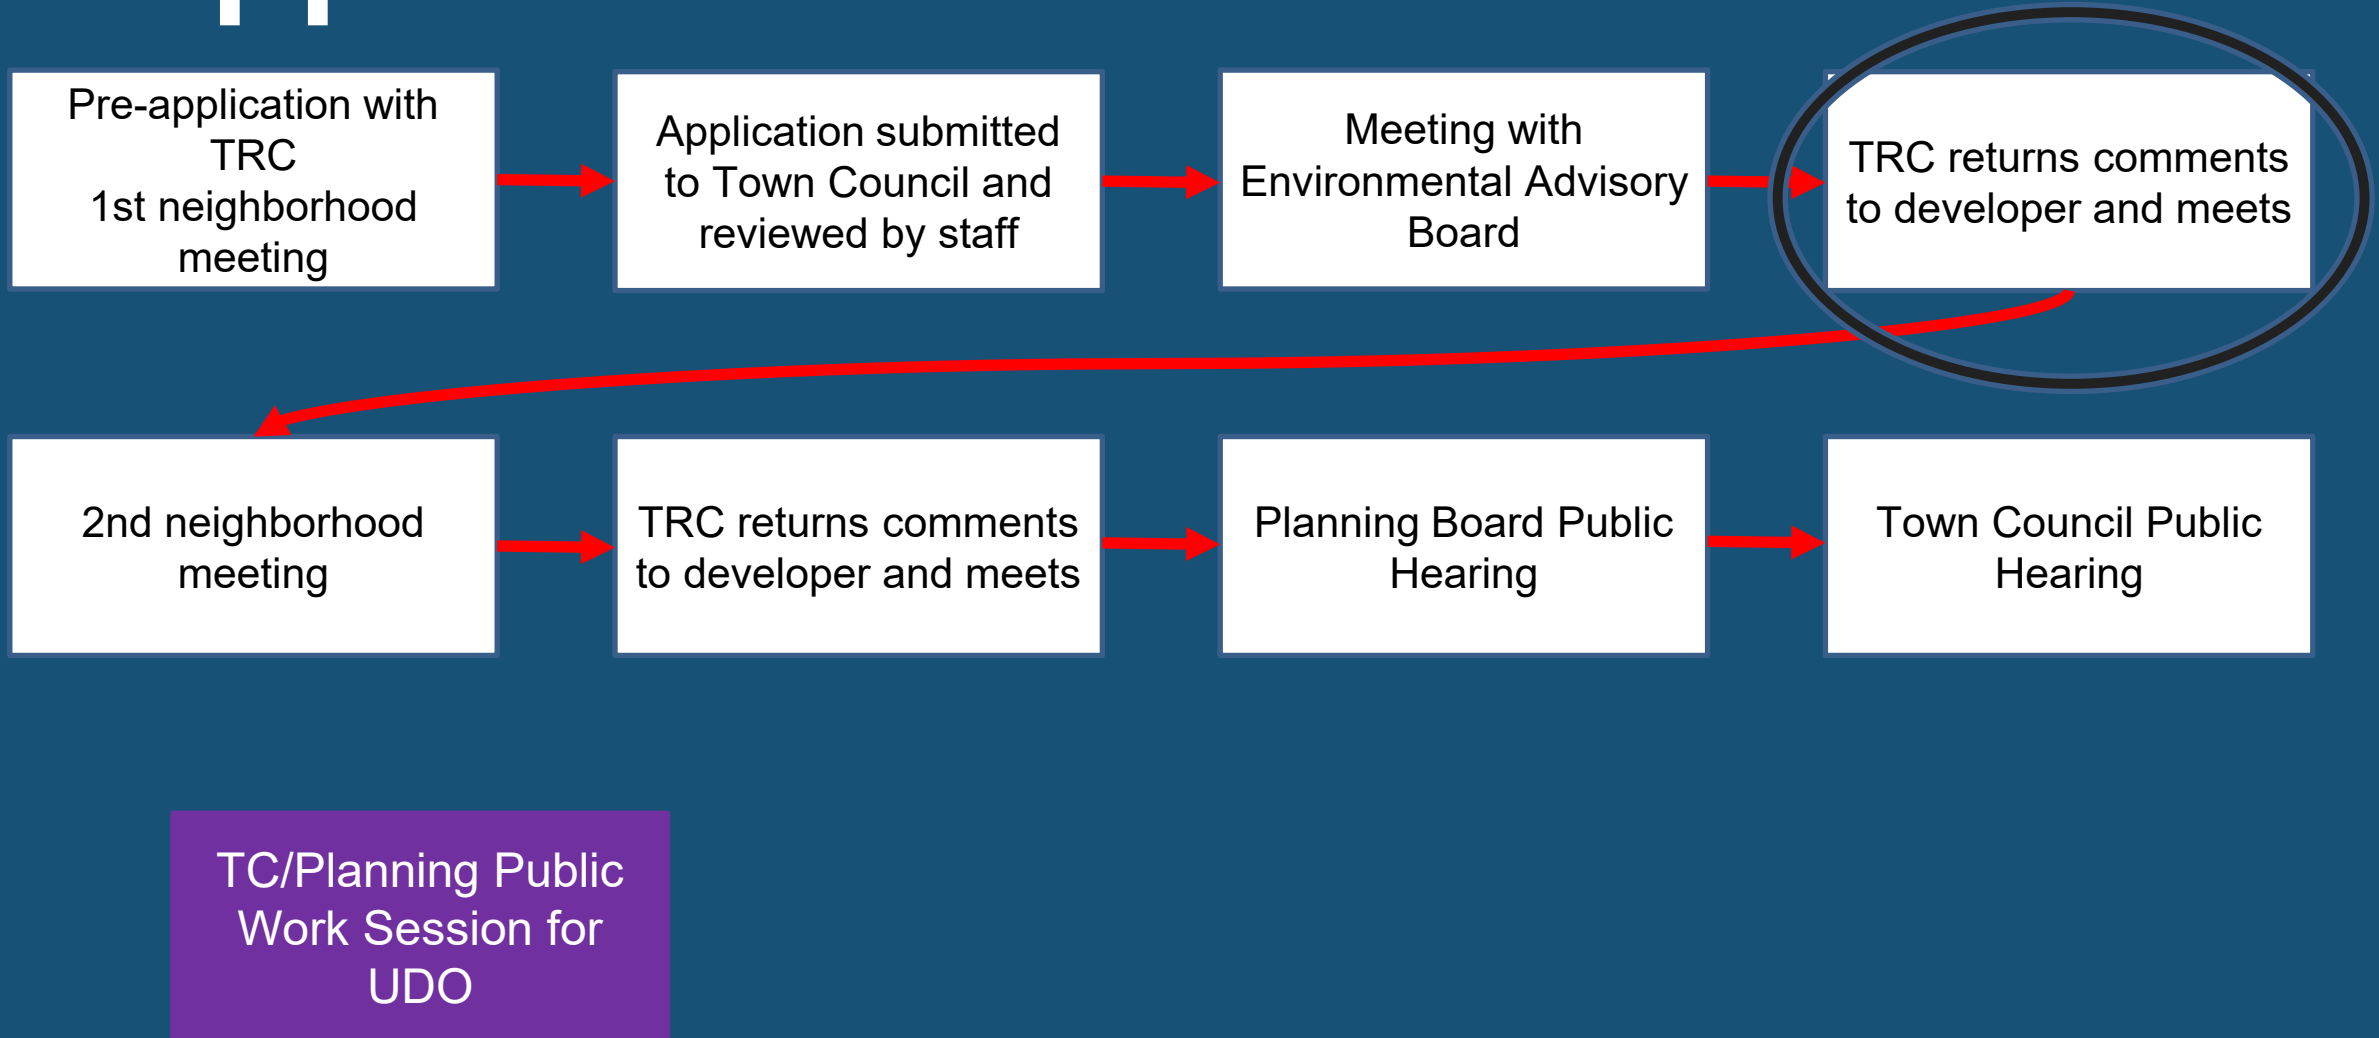 Pre-application with
TRC
1st neighborhood
meeting
Application submitted
to Town Council and
reviewed by staff
Meeting with
Environmental Advisory
Board
TRC returns comments
to developer and meets
2nd neighborhood
meeting
TRC returns comments
to developer and meets
Planning Board Public
Hearing
Town Council Public
Hearing
TC/Planning Public
Work Session for
UDO